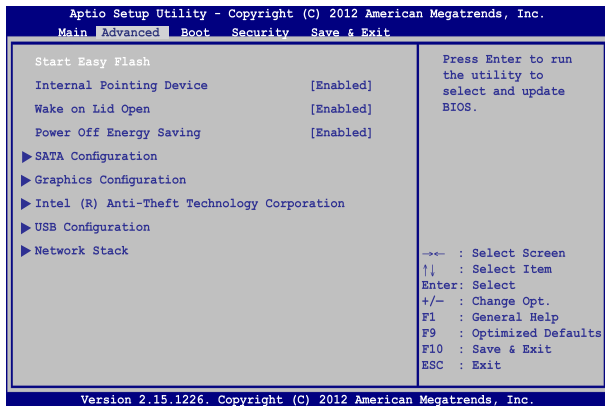 Aptio Setup Utility - Copyright (C) 2012 American Megatrends, Inc.
Main Advanced Boot Security Save & Exit
Start Easy Flash
Internal Pointing Device [Enabled]
Wake on Lid Open [Enabled]
Power Off Energy Saving [Enabled]
SATA Configuration
Graphics Configuration
Intel (R) Anti-Theft Technology Corporation
USB Configuration
Network Stack
Press Enter to run
the utility to
select and update
BIOS.
→← : Select Screen
↑↓ : Select Item
Enter: Select
+/— : Change Opt.
F1 : General Help
F9 : Optimized Defaults
F10 : Save & Exit
ESC : Exit
Version 2.15.1226. Copyright (C) 2012 American Megatrends, Inc.